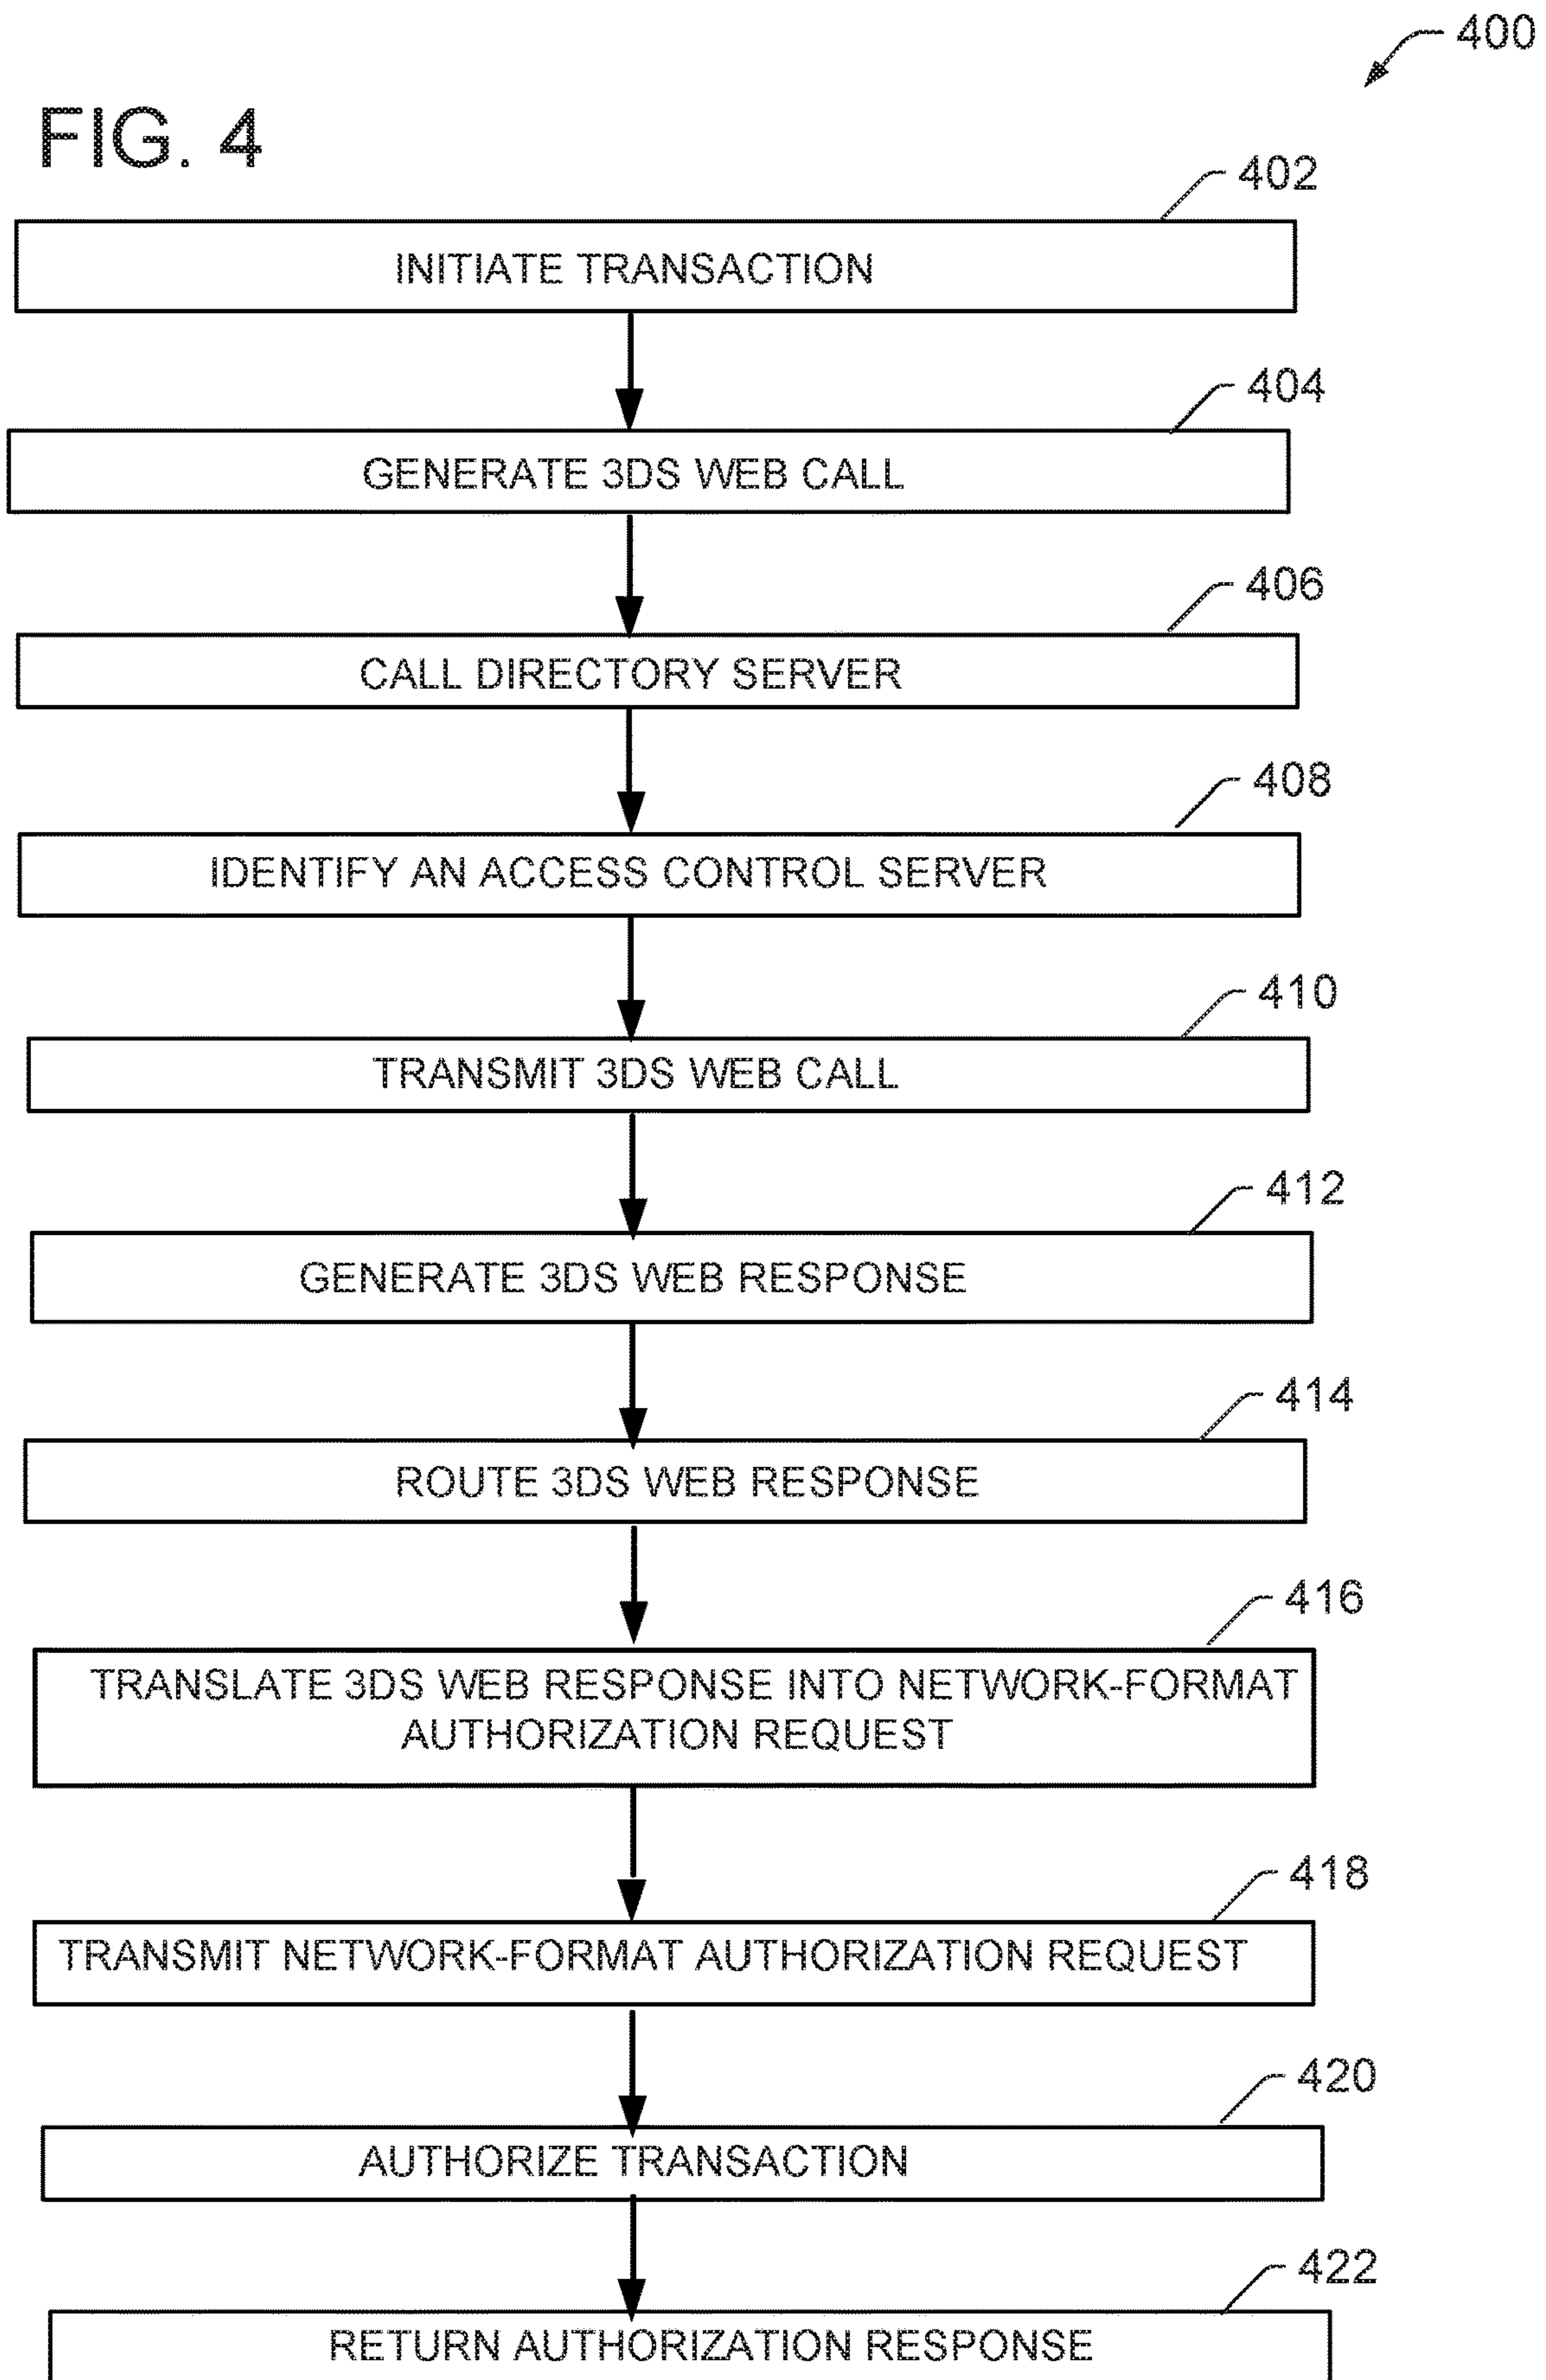 400
FIG. 4
402
INITIATE TRANSACTION
404
GENERATE 3DS WEB CALL
406
CALL DIRECTORY SERVER
408
IDENTIFY AN ACCESS CONTROL SERVER
410
TRANSMIT 3DS WEB CALL
412
GENERATE 3DS WEB RESPONSE
414
ROUTE 3DS WEB RESPONSE
416
TRANSLATE 3DS WEB RESPONSE INTO NETWORK-FORMAT
AUTHORIZATION REQUEST
418
TRANSMIT NETWORK-FORMAT AUTHORIZATION REQUEST
420
AUTHORIZE TRANSACTION
422
RETURN AUTHORIZATION RESPONSE